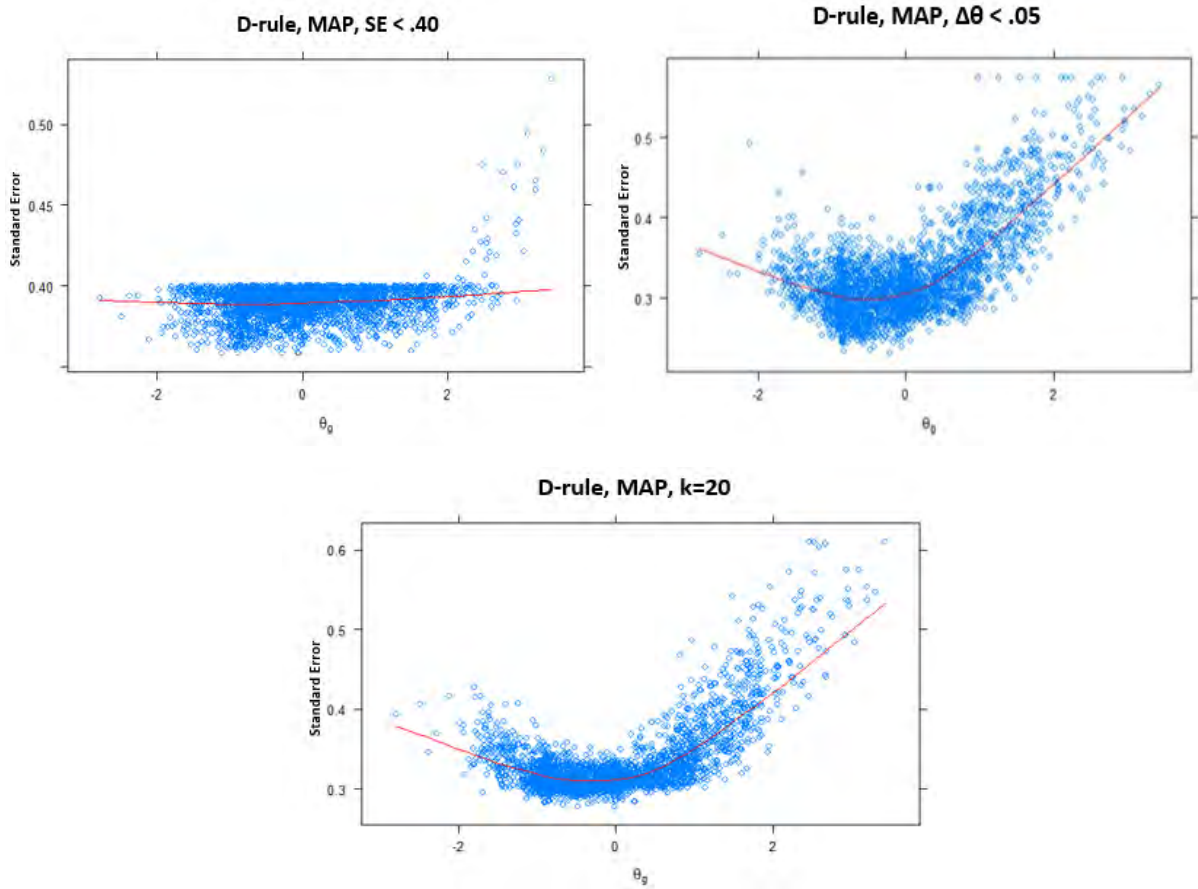 D-rule, MAP, SE < .40
Standard Error
0.50
0.45
0.40
-2
0
2
θg
D-rule, MAP, Δθ < .05
Standard Error
0.5
0.4
0.3
-2
0
2
θg
D-rule, MAP, k=20
Standard Error
0.6
0.5
0.4
0.3
-2
0
2
θg